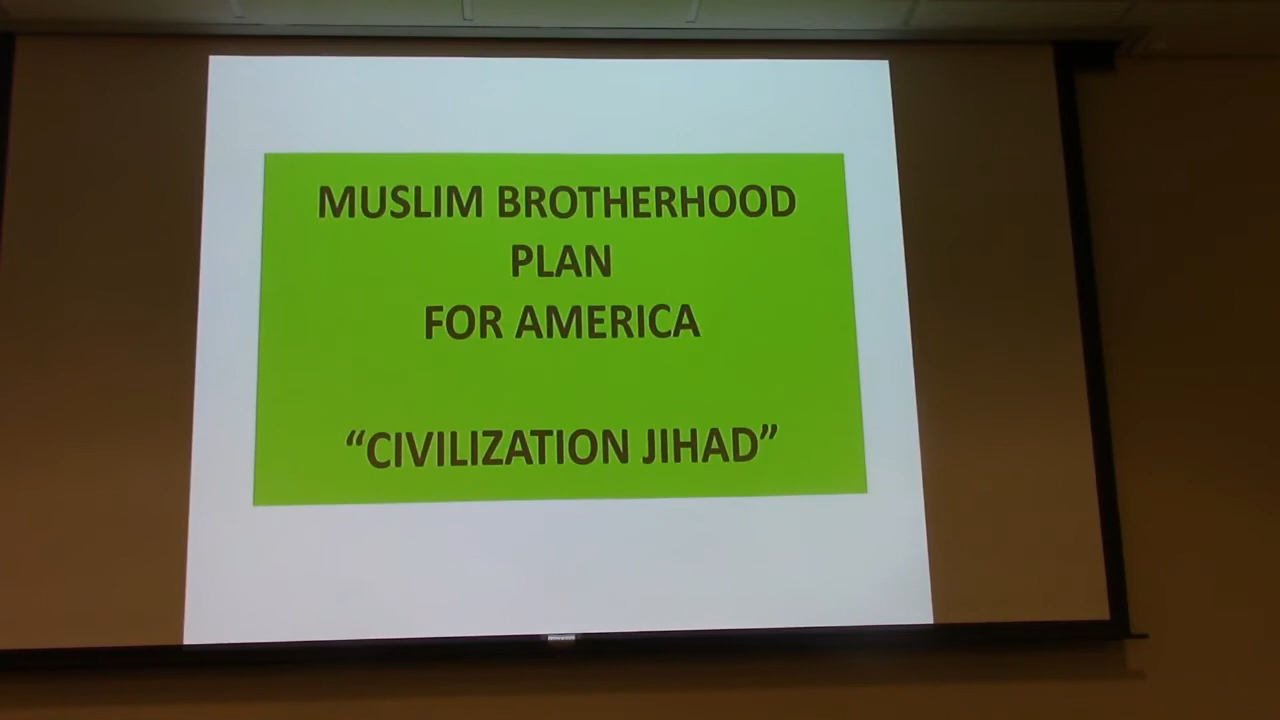 MUSLIM BROTHERHOOD
PLAN
FOR AMERICA
“CIVILIZATION JIHAD”